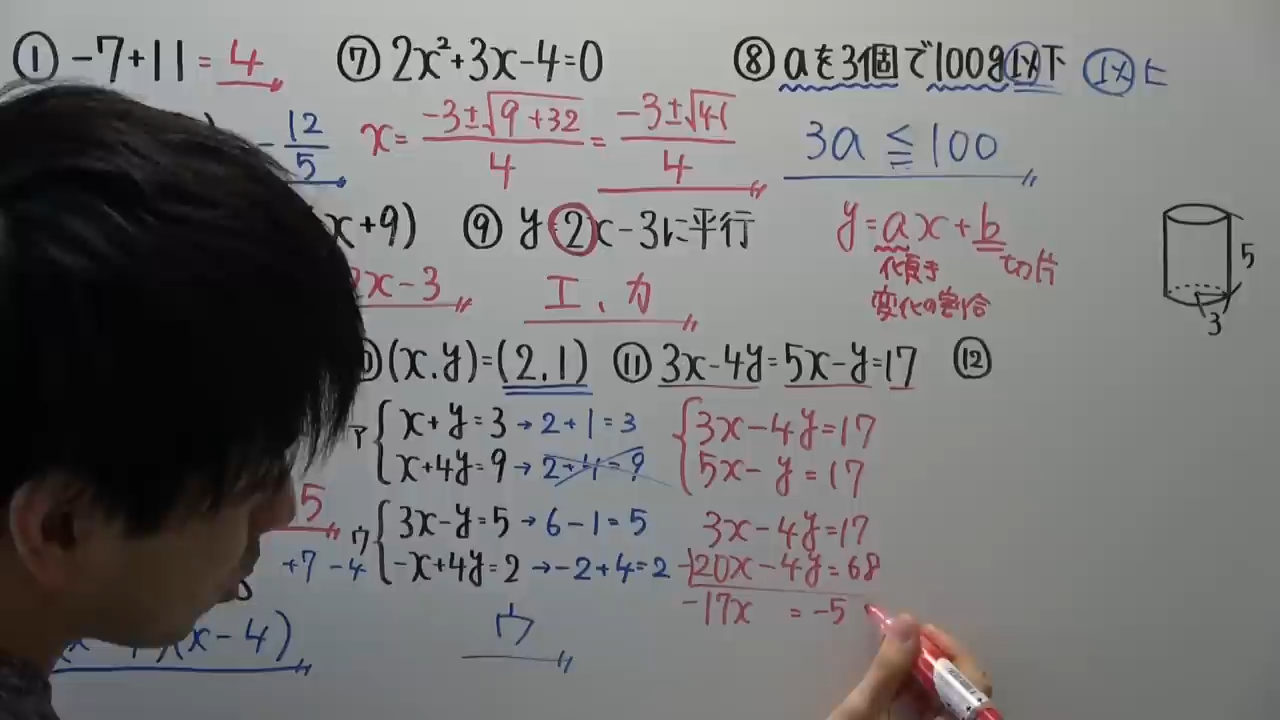 ① -7+11 = 4
-12/5
x+9)
x-3
5
+7 -4
x-4)
⑦ 2x²+3x-4=0
x= (-3±√(9+32))/4 = (-3±√41)/4
⑧ aを3個で100g以下 以上
3a ≦ 100
⑨ y=2x-3に平行
エ、カ
y=ax+b
傾き 切片
変化の割合
5
3
(x.y)=(2.1)
ア { x+y=3 → 2+1=3
x+4y=9 → 2+4=9
ウ { 3x-y=5 → 6-1=5
-x+4y=2 → -2+4=2
ウ
⑪ 3x-4y=5x-y=17
{ 3x-4y=17
5x-y=17
3x-4y=17
-)20x-4y=68
-17x = -5
⑫